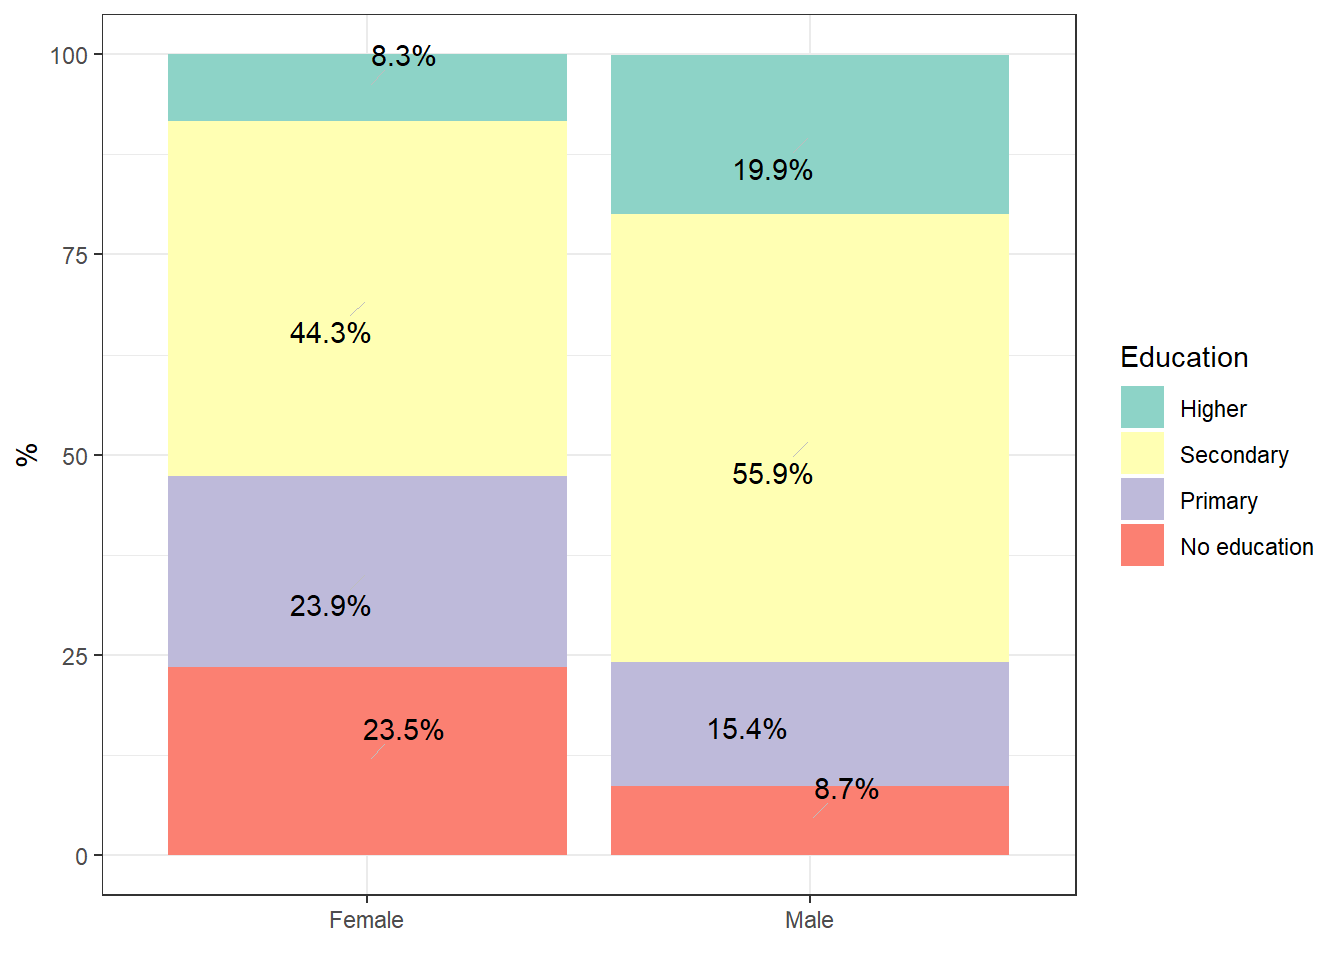 100
75
50
25
0
%
8.3%
44.3%
23.9%
23.5%
19.9%
55.9%
15.4%
8.7%
Female
Male
Education
Higher
Secondary
Primary
No education